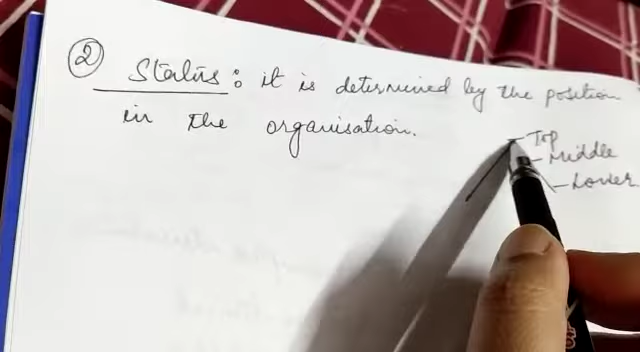 ② Status: it is determined by the position
in the organisation.
- Top
- Middle
- Lower